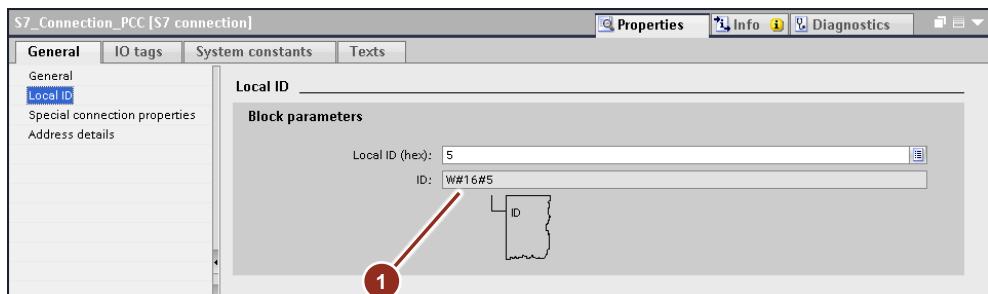 S7_Connection_PCC [S7 connection]
Properties
Info
Diagnostics
General
IO tags
System constants
Texts
General
Local ID
Special connection properties
Address details
Local ID
Block parameters
Local ID (hex): 5
ID: W#16#5
ID
1